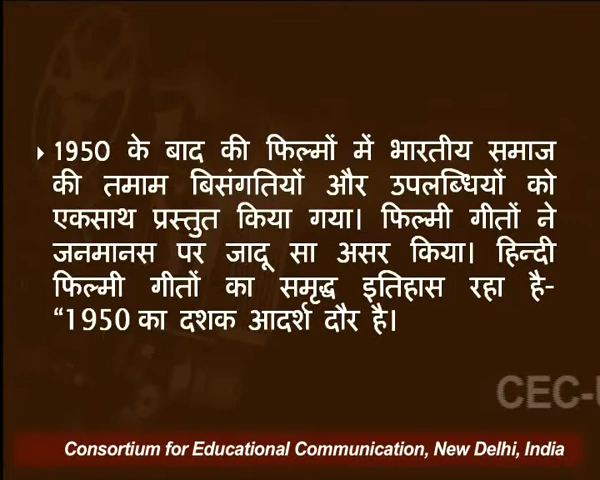 1950 के बाद की फिल्मों में भारतीय समाज
की तमाम बिसंगतियों और उपलब्धियों को
एकसाथ प्रस्तुत किया गया। फिल्मी गीतों ने
जनमानस पर जादू सा असर किया। हिन्दी
फिल्मी गीतों का समृद्ध इतिहास रहा है-
“1950 का दशक आदर्श दौर है।
CEC-U
Consortium for Educational Communication, New Delhi, India